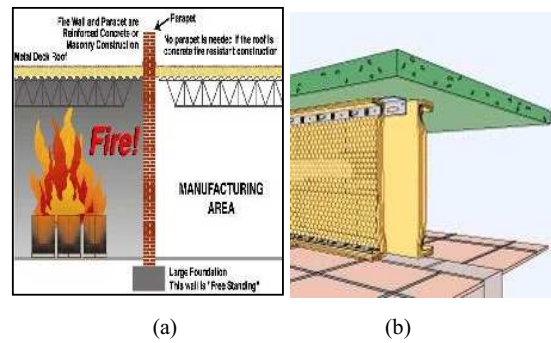 Parapet
Fire Wall and Parapet are
Reinforced Concrete or
Masonry Construction
No parapet is needed if the roof is
concrete fire resistant construction
Metal Deck Roof
Fire!
MANUFACTURING
AREA
Large Foundation
This wall is "Free Standing"
(a)
(b)